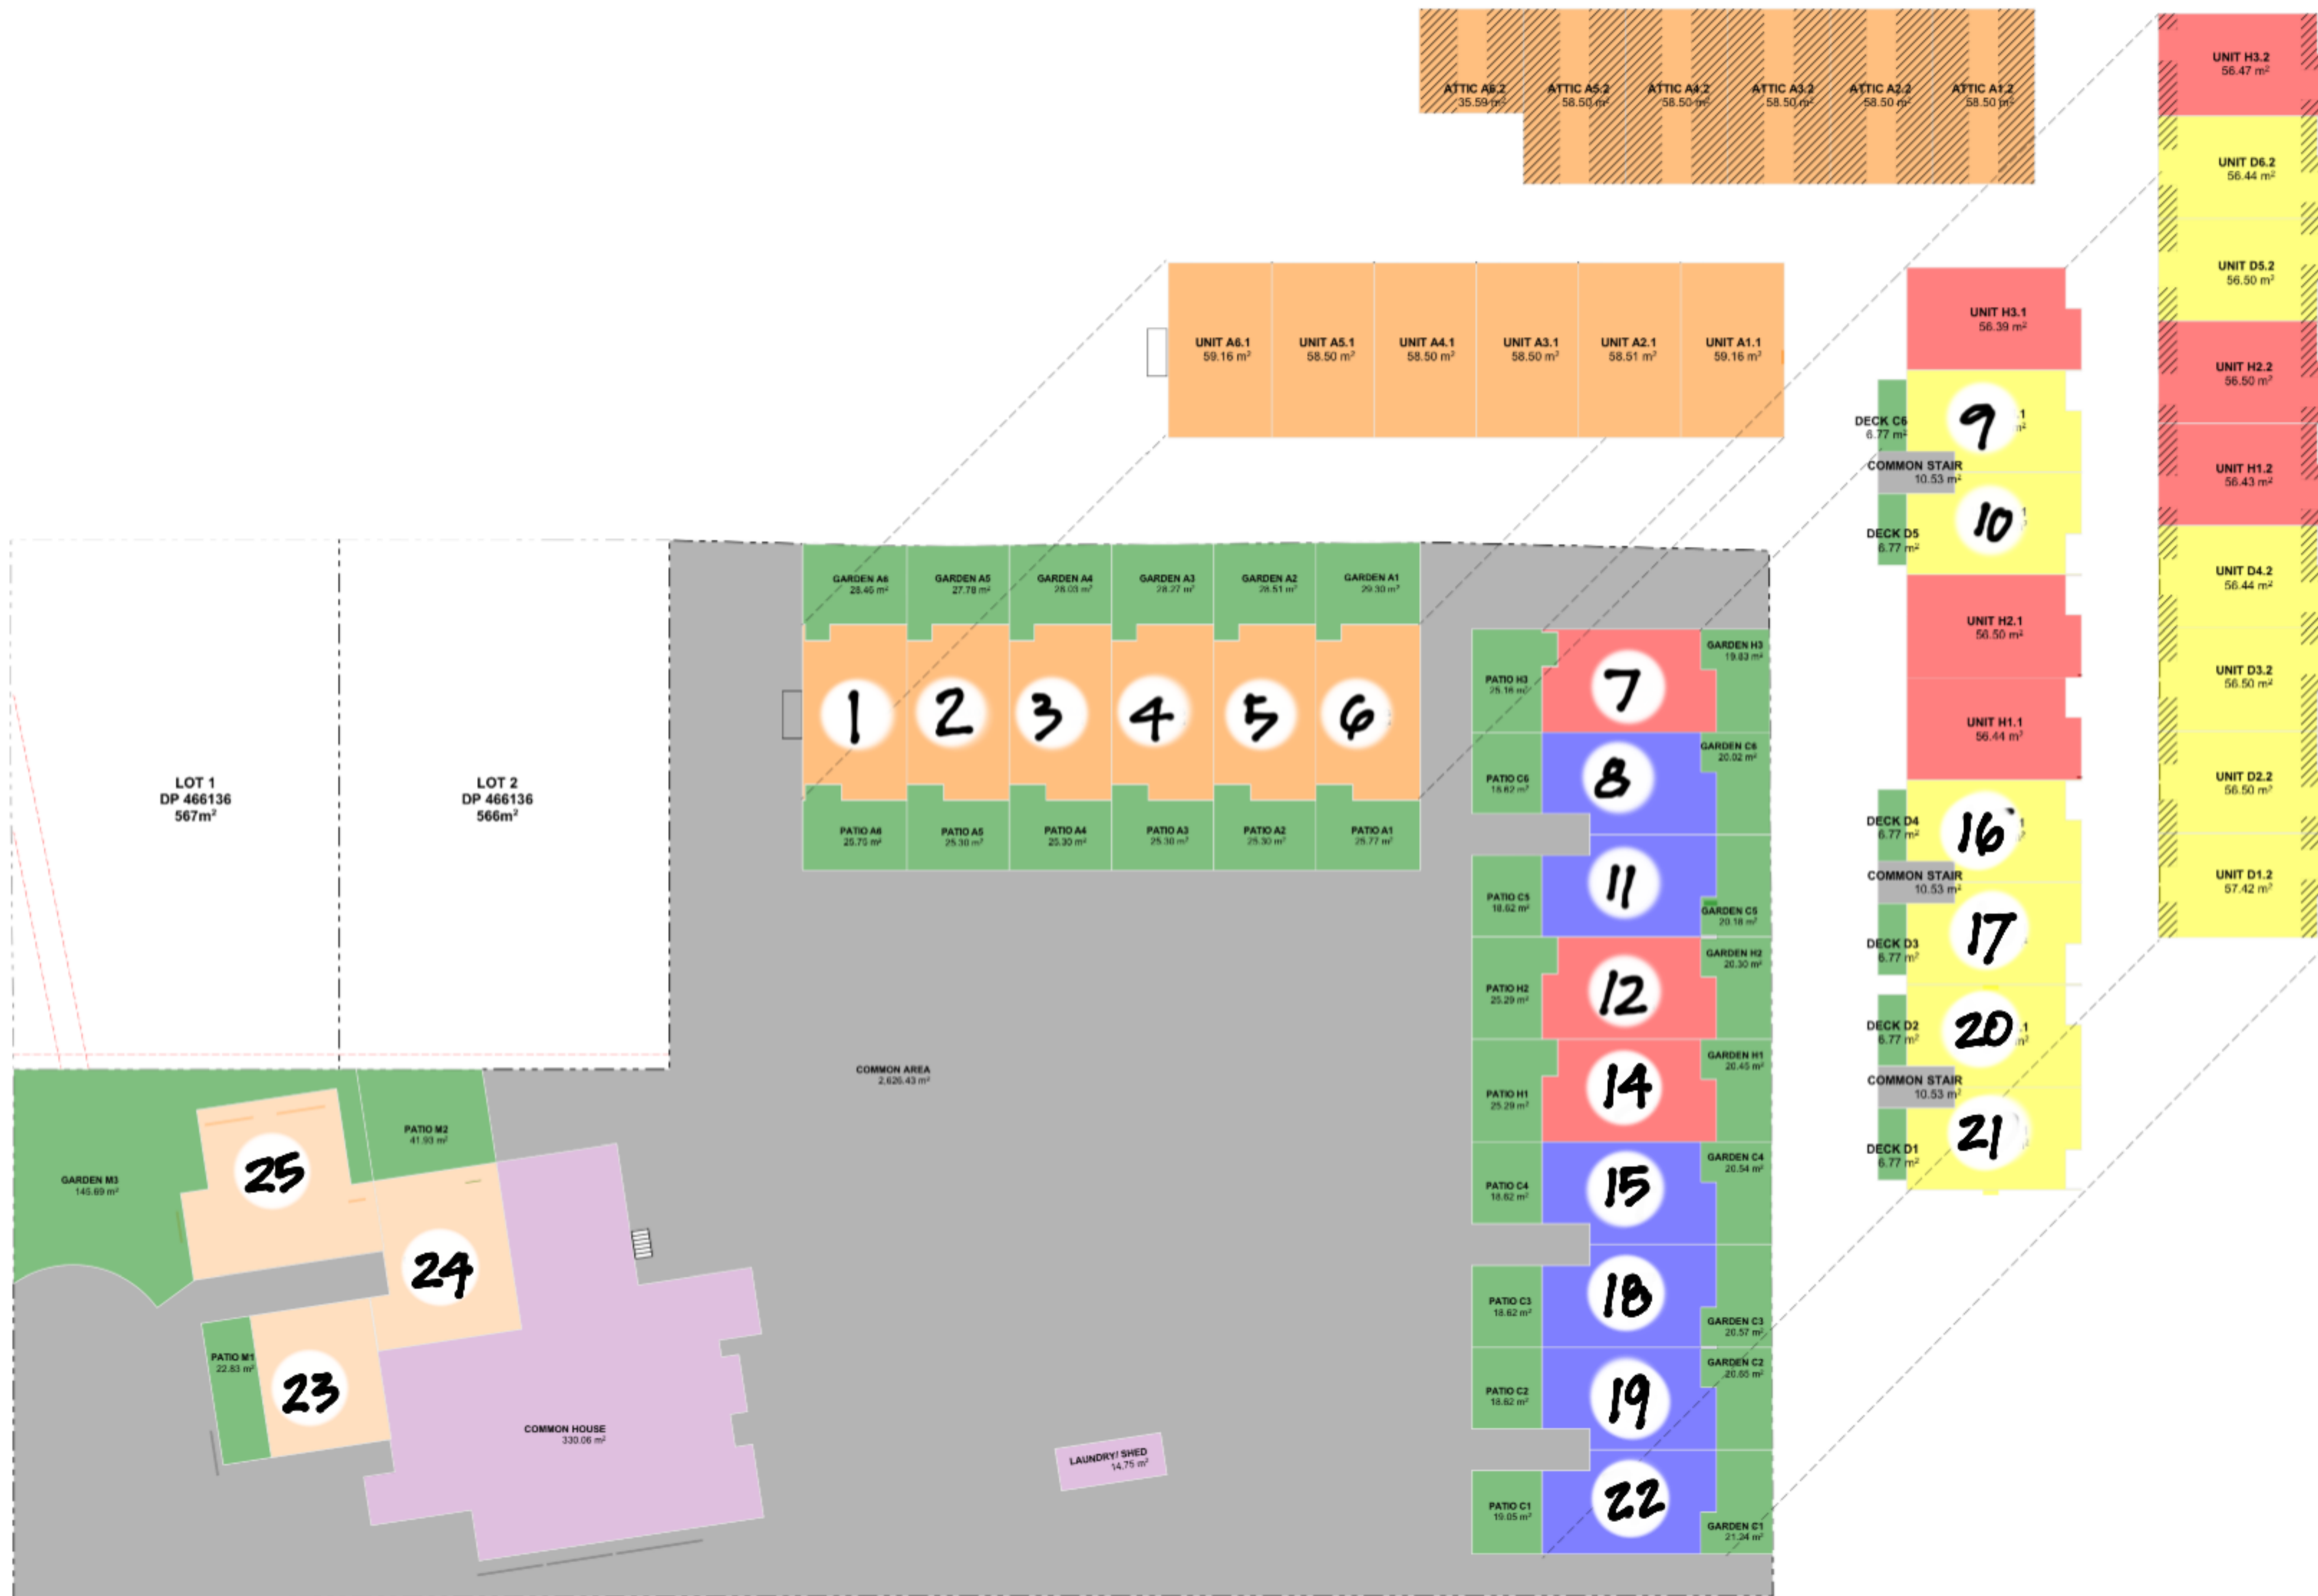 ATTIC A6.2
35.59 m²
ATTIC A5.2
58.50 m²
ATTIC A4.2
58.50 m²
ATTIC A3.2
58.50 m²
ATTIC A2.2
58.50 m²
ATTIC A1.2
58.50 m²
UNIT H3.2
56.47 m²
UNIT D6.2
56.44 m²
UNIT D5.2
56.50 m²
UNIT H2.2
56.50 m²
UNIT H1.2
56.43 m²
UNIT D4.2
56.44 m²
UNIT D3.2
56.50 m²
UNIT D2.2
56.50 m²
UNIT D1.2
57.42 m²
UNIT A6.1
59.16 m²
UNIT A5.1
58.50 m²
UNIT A4.1
58.50 m²
UNIT A3.1
58.50 m²
UNIT A2.1
58.51 m²
UNIT A1.1
59.16 m²
UNIT H3.1
56.39 m²
DECK C6
6.77 m²
9
.1
m²
COMMON STAIR
10.53 m²
DECK D5
6.77 m²
10
UNIT H2.1
56.50 m²
UNIT H1.1
56.44 m²
DECK D4
6.77 m²
16
COMMON STAIR
10.53 m²
DECK D3
6.77 m²
17
DECK D2
6.77 m²
20
.1
m²
COMMON STAIR
10.53 m²
DECK D1
6.77 m²
21
LOT 1
DP 466136
567m²
LOT 2
DP 466136
566m²
GARDEN A6
28.46 m²
GARDEN A5
27.78 m²
GARDEN A4
28.03 m²
GARDEN A3
28.27 m²
GARDEN A2
28.51 m²
GARDEN A1
29.30 m²
1
2
3
4
5
6
PATIO A6
25.75 m²
PATIO A5
25.30 m²
PATIO A4
25.30 m²
PATIO A3
25.30 m²
PATIO A2
25.30 m²
PATIO A1
25.77 m²
PATIO H3
25.16 m²
7
GARDEN H3
19.83 m²
PATIO C6
18.62 m²
8
GARDEN C6
20.02 m²
PATIO C5
18.62 m²
11
GARDEN C5
20.18 m²
PATIO H2
25.29 m²
12
GARDEN H2
20.30 m²
PATIO H1
25.29 m²
14
GARDEN H1
20.45 m²
PATIO C4
18.62 m²
15
GARDEN C4
20.54 m²
PATIO C3
18.62 m²
18
GARDEN C3
20.57 m²
PATIO C2
18.62 m²
19
GARDEN C2
20.65 m²
PATIO C1
19.05 m²
22
GARDEN C1
21.24 m²
COMMON AREA
2,626.43 m²
GARDEN M3
145.69 m²
25
PATIO M2
41.93 m²
24
PATIO M1
22.83 m²
23
COMMON HOUSE
330.06 m²
LAUNDRY/ SHED
14.75 m²